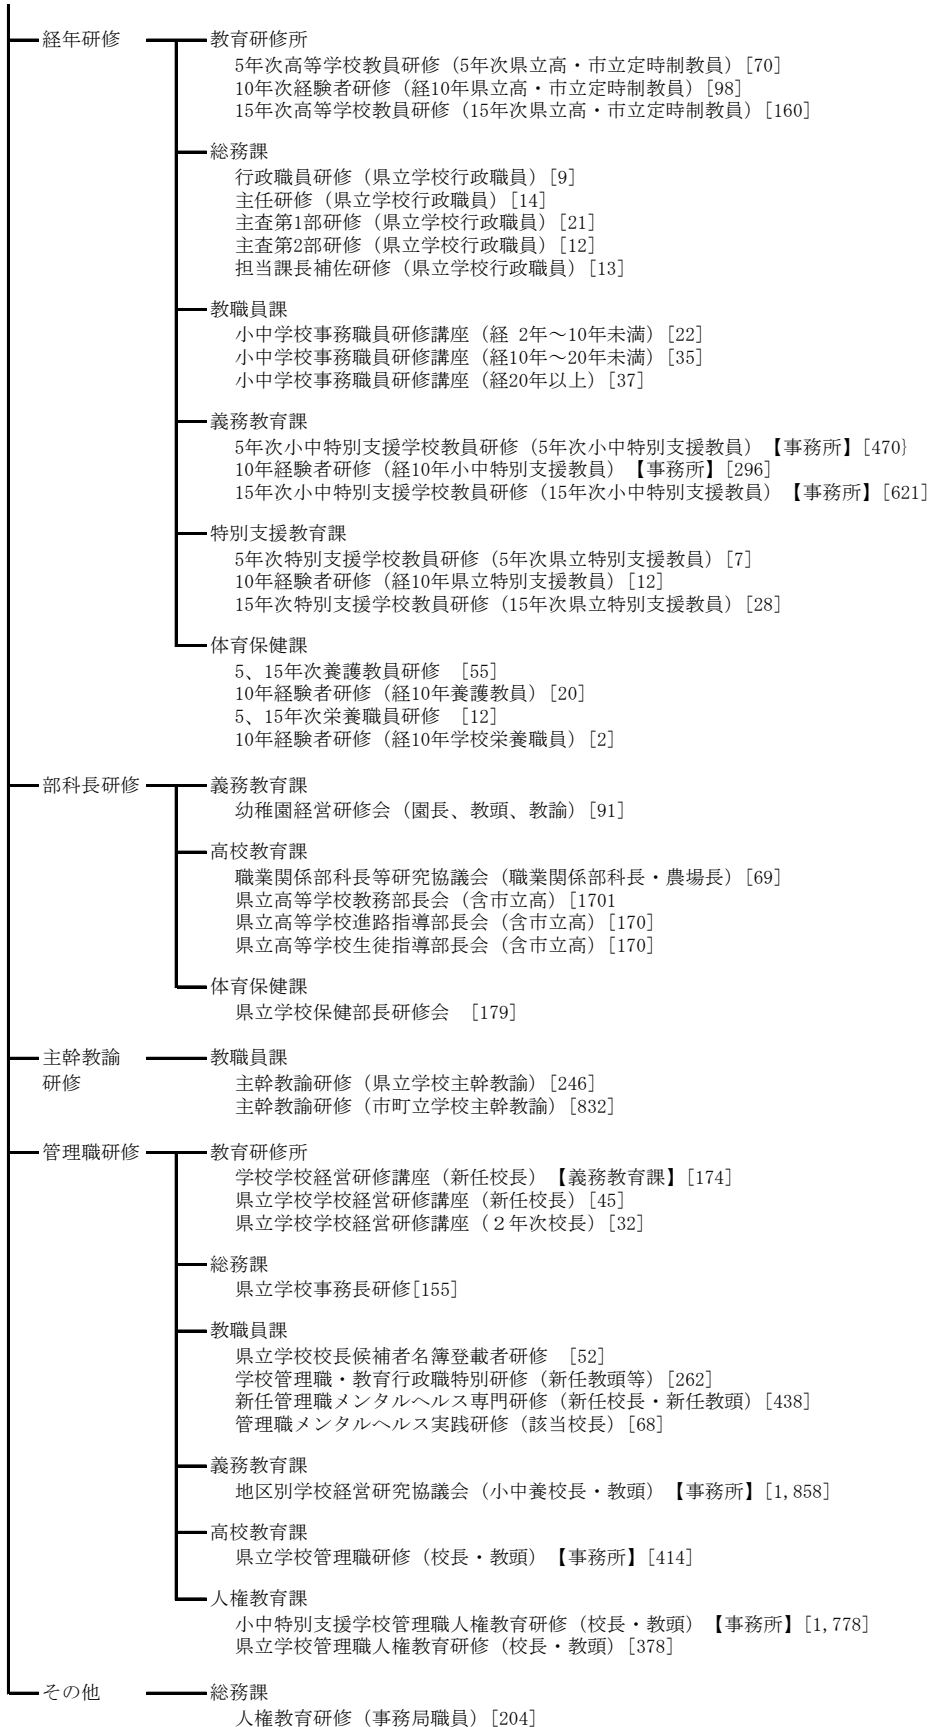 経年研修
教育研修所
5年次高等学校教員研修（5年次県立高・市立定時制教員）[70]
10年次経験者研修（経10年県立高・市立定時制教員）[98]
15年次高等学校教員研修（15年次県立高・市立定時制教員）[160]
総務課
行政職員研修（県立学校行政職員）[9]
主任研修（県立学校行政職員）[14]
主査第1部研修（県立学校行政職員）[21]
主査第2部研修（県立学校行政職員）[12]
担当課長補佐研修（県立学校行政職員）[13]
教職員課
小中学校事務職員研修講座（経 2年～10年未満）[22]
小中学校事務職員研修講座（経10年～20年未満）[35]
小中学校事務職員研修講座（経20年以上）[37]
義務教育課
5年次小中特別支援学校教員研修（5年次小中特別支援教員）【事務所】[470}
10年経験者研修（経10年小中特別支援教員）【事務所】[296]
15年次小中特別支援学校教員研修（15年次小中特別支援教員）【事務所】[621]
特別支援教育課
5年次特別支援学校教員研修（5年次県立特別支援教員）[7]
10年経験者研修（経10年県立特別支援教員）[12]
15年次特別支援学校教員研修（15年次県立特別支援教員）[28]
体育保健課
5、15年次養護教員研修　[55]
10年経験者研修（経10年養護教員）[20]
5、15年次栄養職員研修　[12]
10年経験者研修（経10年学校栄養職員）[2]
部科長研修
義務教育課
幼稚園経営研修会（園長、教頭、教諭）[91]
高校教育課
職業関係部科長等研究協議会（職業関係部科長・農場長）[69]
県立高等学校教務部長会（含市立高）[1701
県立高等学校進路指導部長会（含市立高）[170]
県立高等学校生徒指導部長会（含市立高）[170]
体育保健課
県立学校保健部長研修会　[179]
主幹教諭
研修
教職員課
主幹教諭研修（県立学校主幹教諭）[246]
主幹教諭研修（市町立学校主幹教諭）[832]
管理職研修
教育研修所
学校学校経営研修講座（新任校長）【義務教育課】[174]
県立学校学校経営研修講座（新任校長）[45]
県立学校学校経営研修講座（２年次校長）[32]
総務課
県立学校事務長研修[155]
教職員課
県立学校校長候補者名簿登載者研修　[52]
学校管理職・教育行政職特別研修（新任教頭等）[262]
新任管理職メンタルヘルス専門研修（新任校長・新任教頭）[438]
管理職メンタルヘルス実践研修（該当校長）[68]
義務教育課
地区別学校経営研究協議会（小中養校長・教頭）【事務所】[1,858]
高校教育課
県立学校管理職研修（校長・教頭）【事務所】[414]
人権教育課
小中特別支援学校管理職人権教育研修（校長・教頭）【事務所】[1,778]
県立学校管理職人権教育研修（校長・教頭）[378]
その他
総務課
人権教育研修（事務局職員）[204]